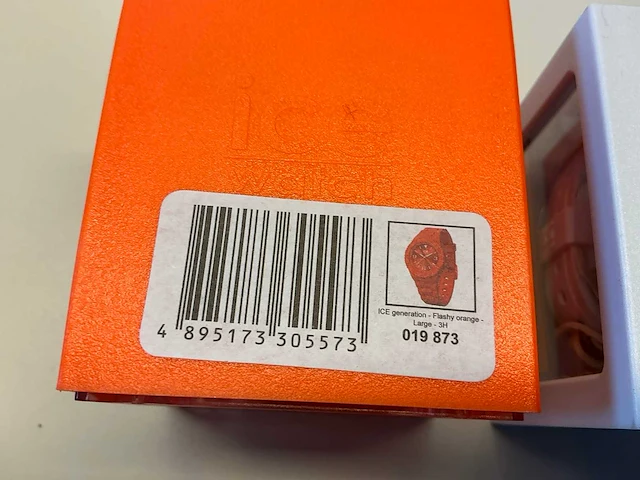 ice
watch
4 895173 305573
ICE generation - Flashy orange -
Large - 3H
019 873